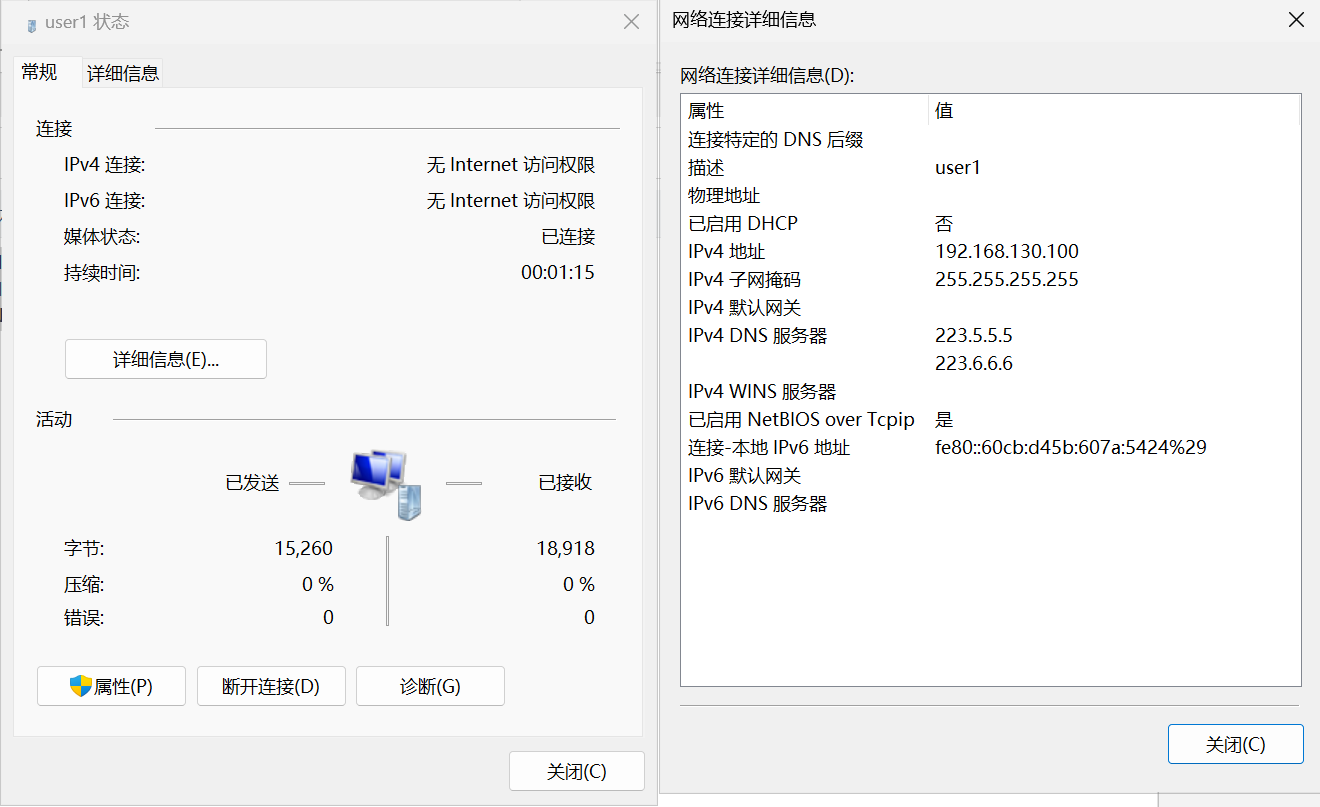 user1 状态
常规
详细信息
连接
IPv4 连接: 无 Internet 访问权限
IPv6 连接: 无 Internet 访问权限
媒体状态: 已连接
持续时间: 00:01:15
详细信息(E)...
活动
已发送 已接收
字节: 15,260 18,918
压缩: 0 % 0 %
错误: 0 0
属性(P) 断开连接(D) 诊断(G)
关闭(C)
网络连接详细信息
网络连接详细信息(D):
属性 值
连接特定的 DNS 后缀
描述 user1
物理地址
已启用 DHCP 否
IPv4 地址 192.168.130.100
IPv4 子网掩码 255.255.255.255
IPv4 默认网关
IPv4 DNS 服务器 223.5.5.5
223.6.6.6
IPv4 WINS 服务器
已启用 NetBIOS over Tcpip 是
连接-本地 IPv6 地址 fe80::60cb:d45b:607a:5424%29
IPv6 默认网关
IPv6 DNS 服务器
关闭(C)